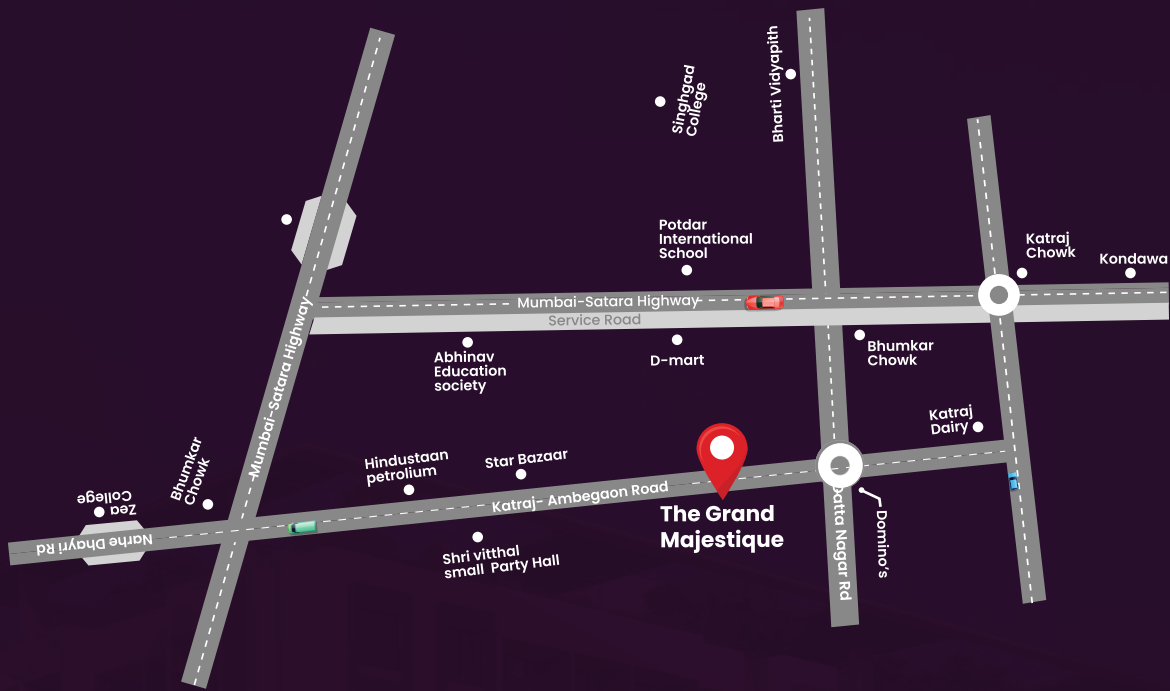 Singhgad
College
Bharti Vidyapith
Potdar
International
School
Katraj
Chowk
Kondawa
Mumbai-Satara Highway
Service Road
Abhinav
Education
society
D-mart
Bhumkar
Chowk
Mumbai-Satara Highway
Katraj
Dairy
Bhumkar
Chowk
Hindustaan
petrolium
Star Bazaar
Katraj- Ambegaon Road
Zea
College
Narhe Dhayri Rd
The Grand
Majestique
Shri vitthal
small Party Hall
Datta Nagar Rd
Domino's